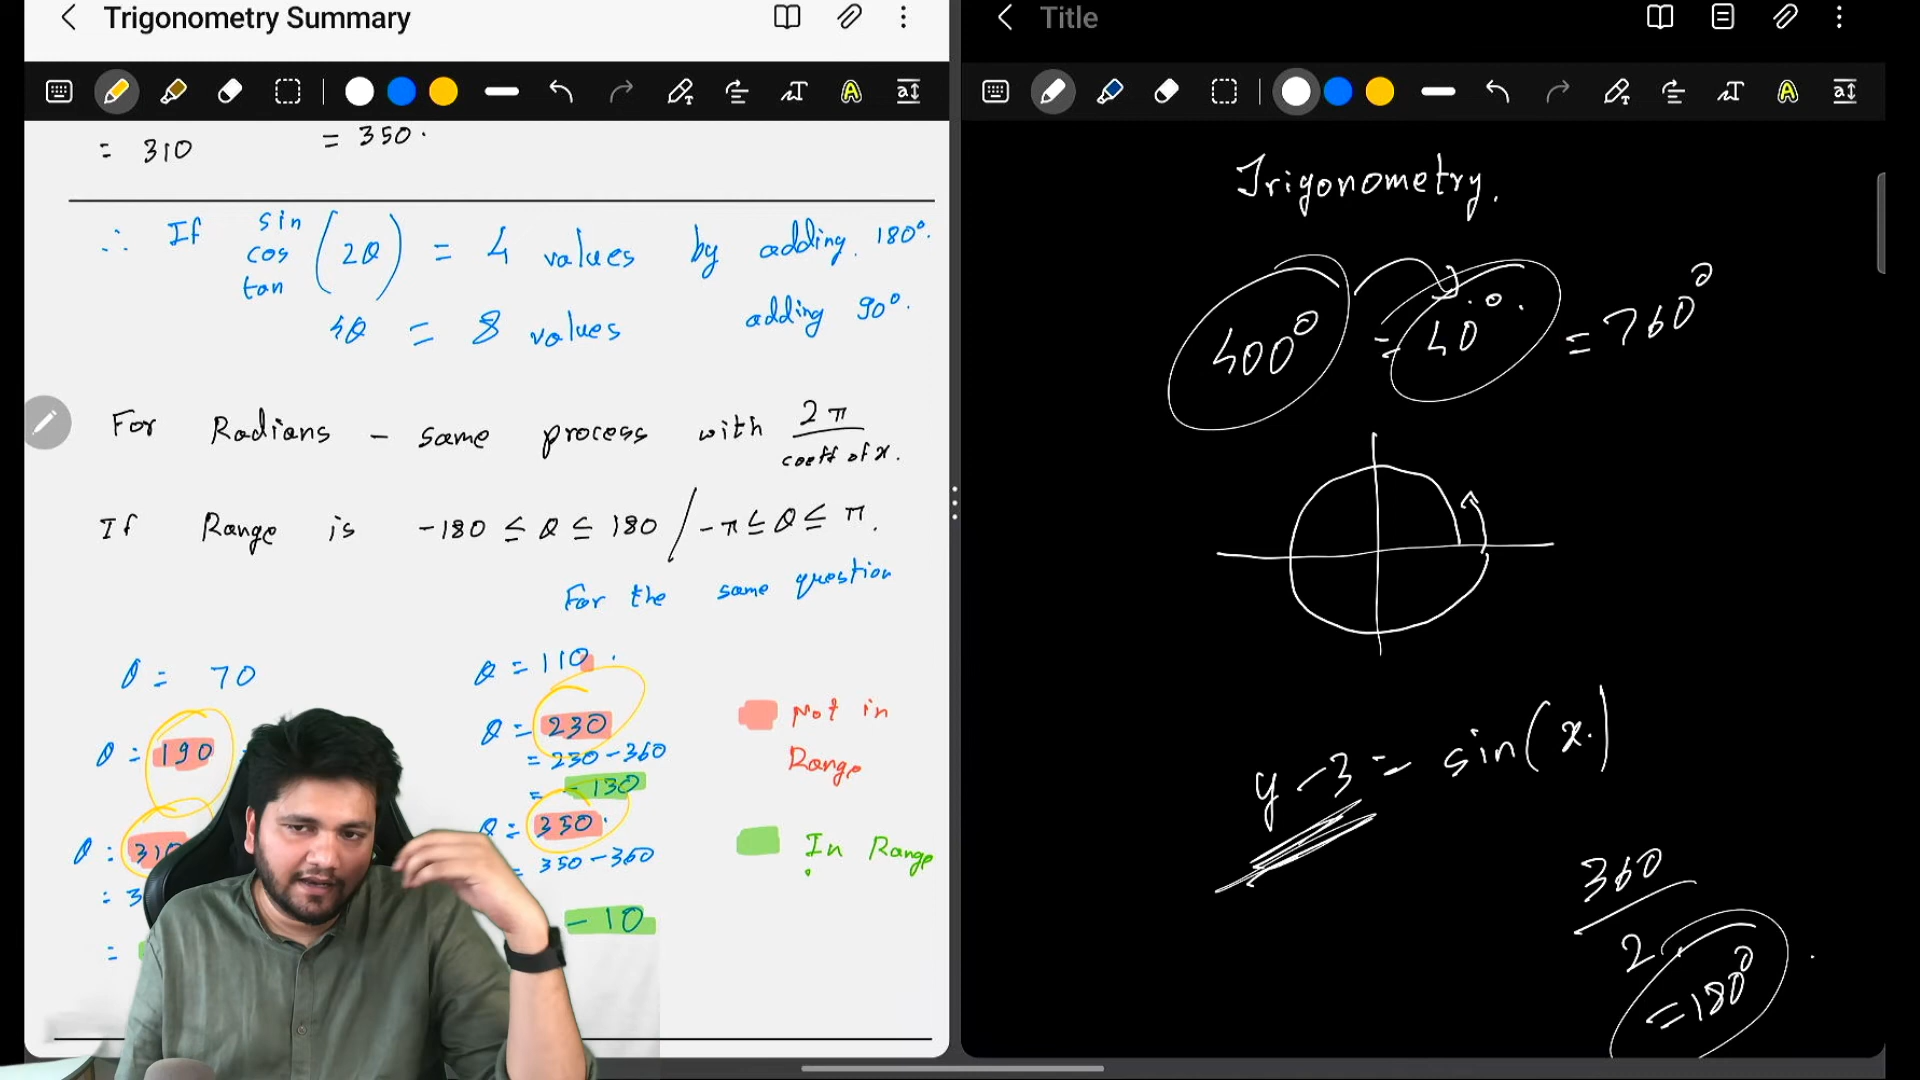 Trigonometry Summary
= 310
= 350.
∴ If sin cos tan (2θ) = 4 values by adding 180°.
4θ = 8 values adding 90°.
For Radians - same process with 2π / coeff of x.
If Range is -180 ≤ θ ≤ 180 / -π ≤ θ ≤ π.
For the same question
θ = 70
θ = 190
θ = 310
= 3
=
θ = 110.
θ = 230
= 230-360
= -130
θ = 350.
= 350-360
-10
Not in
Range
In Range
Title
Trigonometry.
400° = 40°. = 760°
y-3 = sin(x)
360
2
= 180°